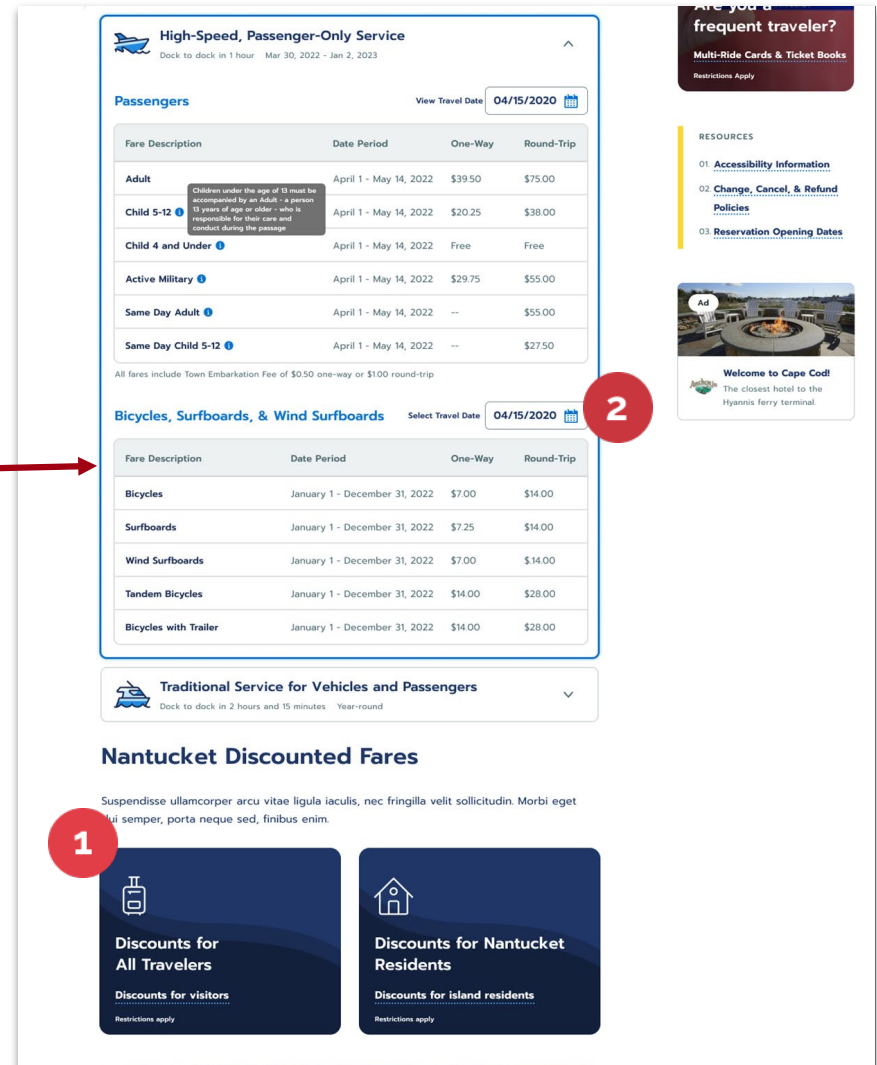 High-Speed, Passenger-Only Service
Dock to dock in 1 hour Mar 30, 2022 - Jan 2, 2023
Passengers View Travel Date 04/15/2020
Fare Description Date Period One-Way Round-Trip
Adult April 1 - May 14, 2022 $39.50 $75.00
Children under the age of 13 must be
accompanied by an Adult - a person
13 years of age or older - who is
responsible for their care and
conduct during the passage
Child 5-12 April 1 - May 14, 2022 $20.25 $38.00
Child 4 and Under April 1 - May 14, 2022 Free Free
Active Military April 1 - May 14, 2022 $29.75 $55.00
Same Day Adult April 1 - May 14, 2022 -- $55.00
Same Day Child 5-12 April 1 - May 14, 2022 -- $27.50
All fares include Town Embarkation Fee of $0.50 one-way or $1.00 round-trip
Bicycles, Surfboards, & Wind Surfboards Select Travel Date 04/15/2020
2
Fare Description Date Period One-Way Round-Trip
Bicycles January 1 - December 31, 2022 $7.00 $14.00
Surfboards January 1 - December 31, 2022 $7.25 $14.00
Wind Surfboards January 1 - December 31, 2022 $7.00 $.14.00
Tandem Bicycles January 1 - December 31, 2022 $14.00 $28.00
Bicycles with Trailer January 1 - December 31, 2022 $14.00 $28.00
Traditional Service for Vehicles and Passengers
Dock to dock in 2 hours and 15 minutes Year-round
Nantucket Discounted Fares
Suspendisse ullamcorper arcu vitae ligula iaculis, nec fringilla velit sollicitudin. Morbi eget
semper, porta neque sed, finibus enim.
1
Discounts for
All Travelers
Discounts for visitors
Restrictions apply
Discounts for Nantucket
Residents
Discounts for island residents
Restrictions apply
Are you a
frequent traveler?
Multi-Ride Cards & Ticket Books
Restrictions Apply
RESOURCES
01. Accessibility Information
02. Change, Cancel, & Refund
Policies
03. Reservation Opening Dates
Ad
Welcome to Cape Cod!
The closest hotel to the
Hyannis ferry terminal.